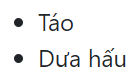 • Táo
• Dưa hấu